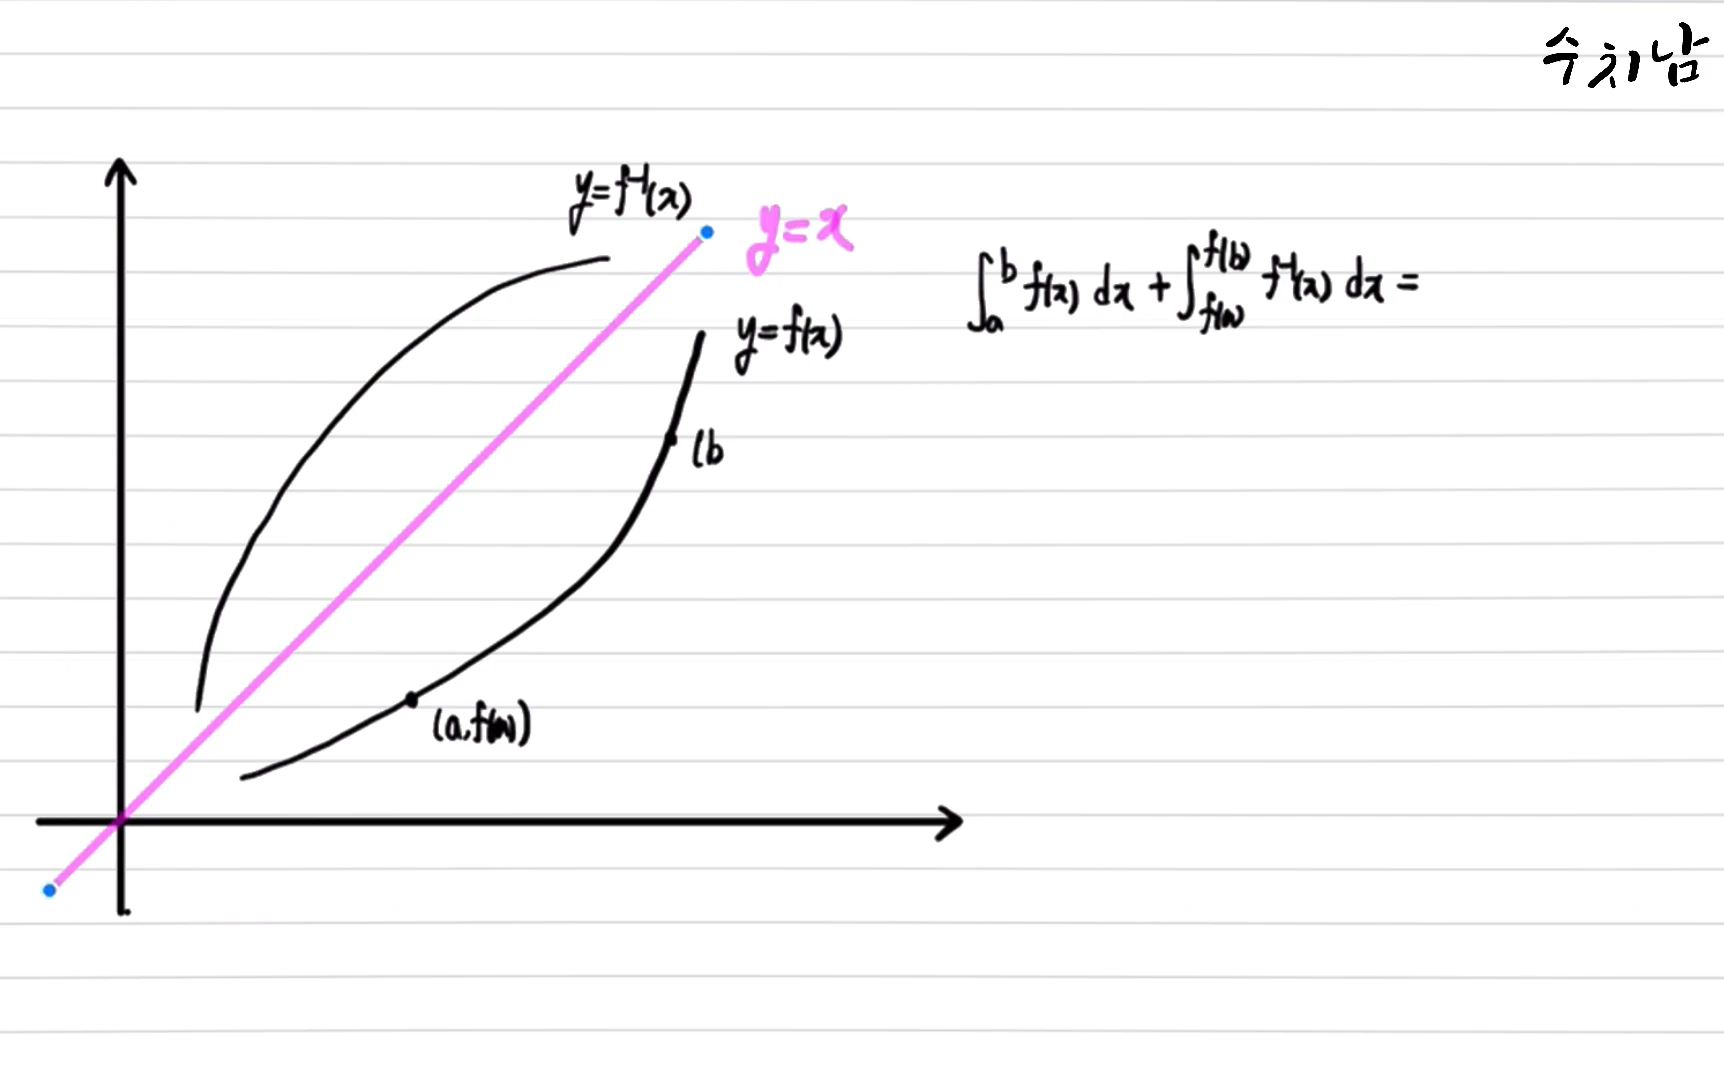 수치남
y=f⁻¹(x)
y=x
y=f(x)
∫ₐᵇ f(x) dx + ∫_{f(a)}^{f(b)} f⁻¹(x) dx =
(b
(a, f(a))